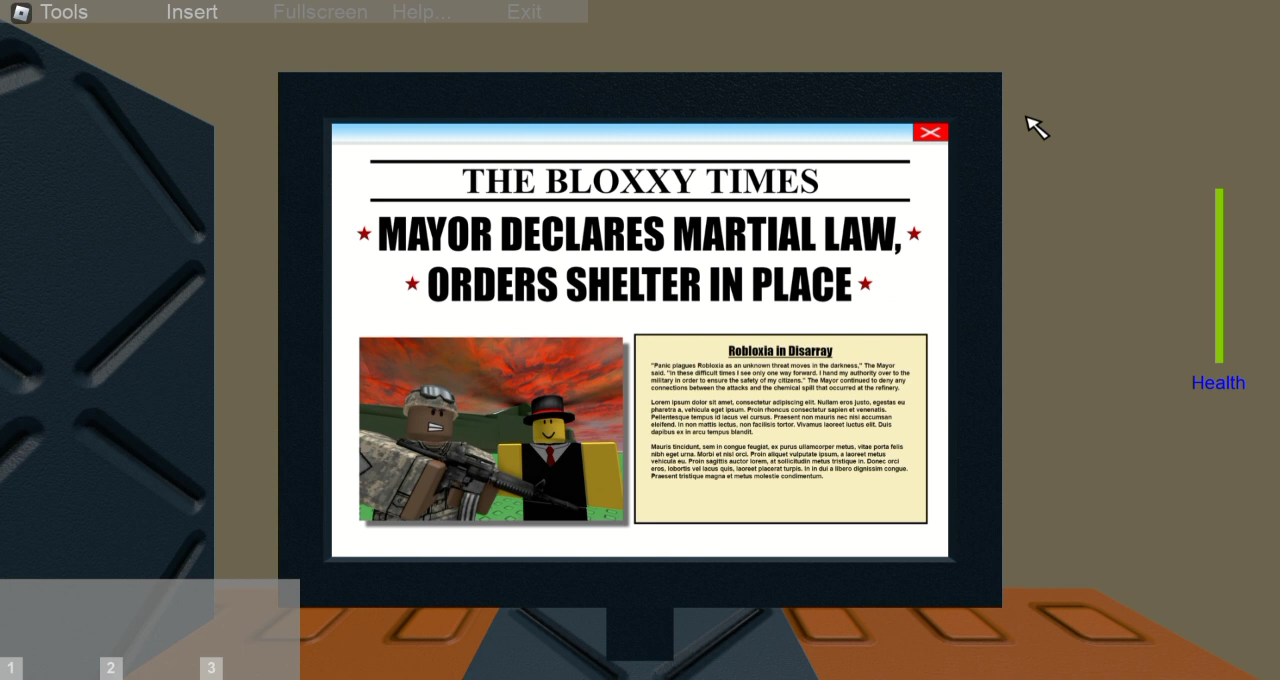 Tools Insert Fullscreen Help... Exit
THE BLOXXY TIMES
MAYOR DECLARES MARTIAL LAW,
ORDERS SHELTER IN PLACE
Robloxia in Disarray
"Panic plagues Robloxia as an unknown threat moves in the darkness," The Mayor
said. "In these difficult times I see only one way forward. I hand my authority over to the
military in order to ensure the safety of my citizens." The Mayor continued to deny any
connections between the attacks and the chemical spill that occurred at the refinery.
Lorem ipsum dolor sit amet, consectetur adipiscing elit. Nullam eros justo, egestas eu
pharetra a, vehicula eget ipsum. Proin rhoncus consectetur sapien et venenatis.
Pellentesque tempus id lacus vel cursus. Praesent non mauris nec nisi accumsan
eleifend. In non mattis lectus, non facilisis tortor. Vivamus laoreet luctus elit. Duis
dapibus ex in arcu tempus blandit.
Mauris tincidunt, sem in congue feugiat, ex purus ullamcorper metus, vitae porta felis
nibh eget urna. Morbi et nisl orci. Proin aliquet vulputate ipsum, a laoreet metus
vehicula eu. Proin sagittis auctor lorem, at sollicitudin metus tristique in. Donec orci
eros, lobortis vel lacus quis, laoreet placerat turpis. In in dui a libero dignissim congue.
Praesent tristique magna et metus molestie condimentum.
Health
1 2 3